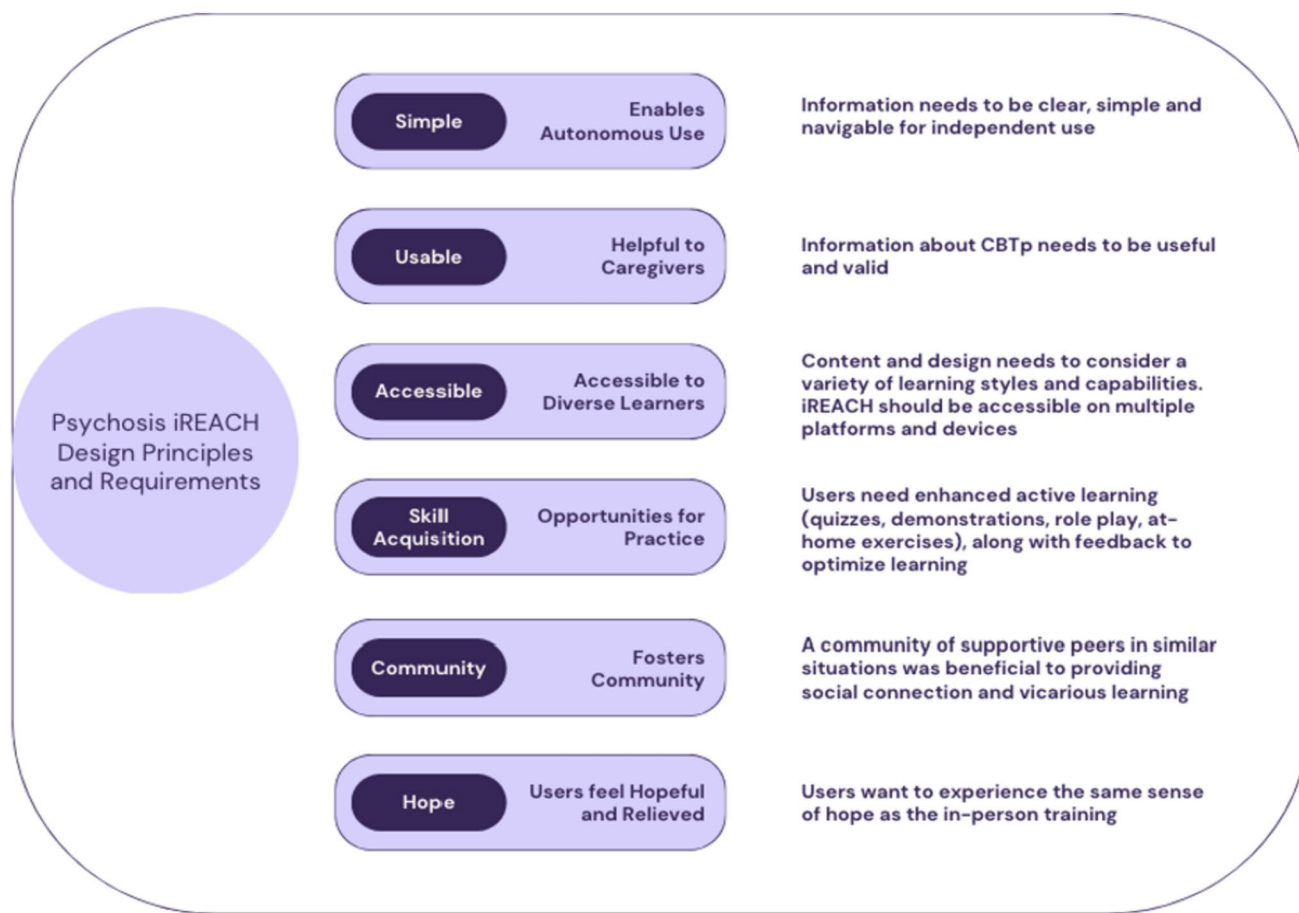 Psychosis iREACH
Design Principles
and Requirements
Simple
Enables
Autonomous Use
Information needs to be clear, simple and
navigable for independent use
Usable
Helpful to
Caregivers
Information about CBTp needs to be useful
and valid
Accessible
Accessible to
Diverse Learners
Content and design needs to consider a
variety of learning styles and capabilities.
iREACH should be accessible on multiple
platforms and devices
Skill
Acquisition
Opportunities for
Practice
Users need enhanced active learning
(quizzes, demonstrations, role play, at-
home exercises), along with feedback to
optimize learning
Community
Fosters
Community
A community of supportive peers in similar
situations was beneficial to providing
social connection and vicarious learning
Hope
Users feel Hopeful
and Relieved
Users want to experience the same sense
of hope as the in-person training